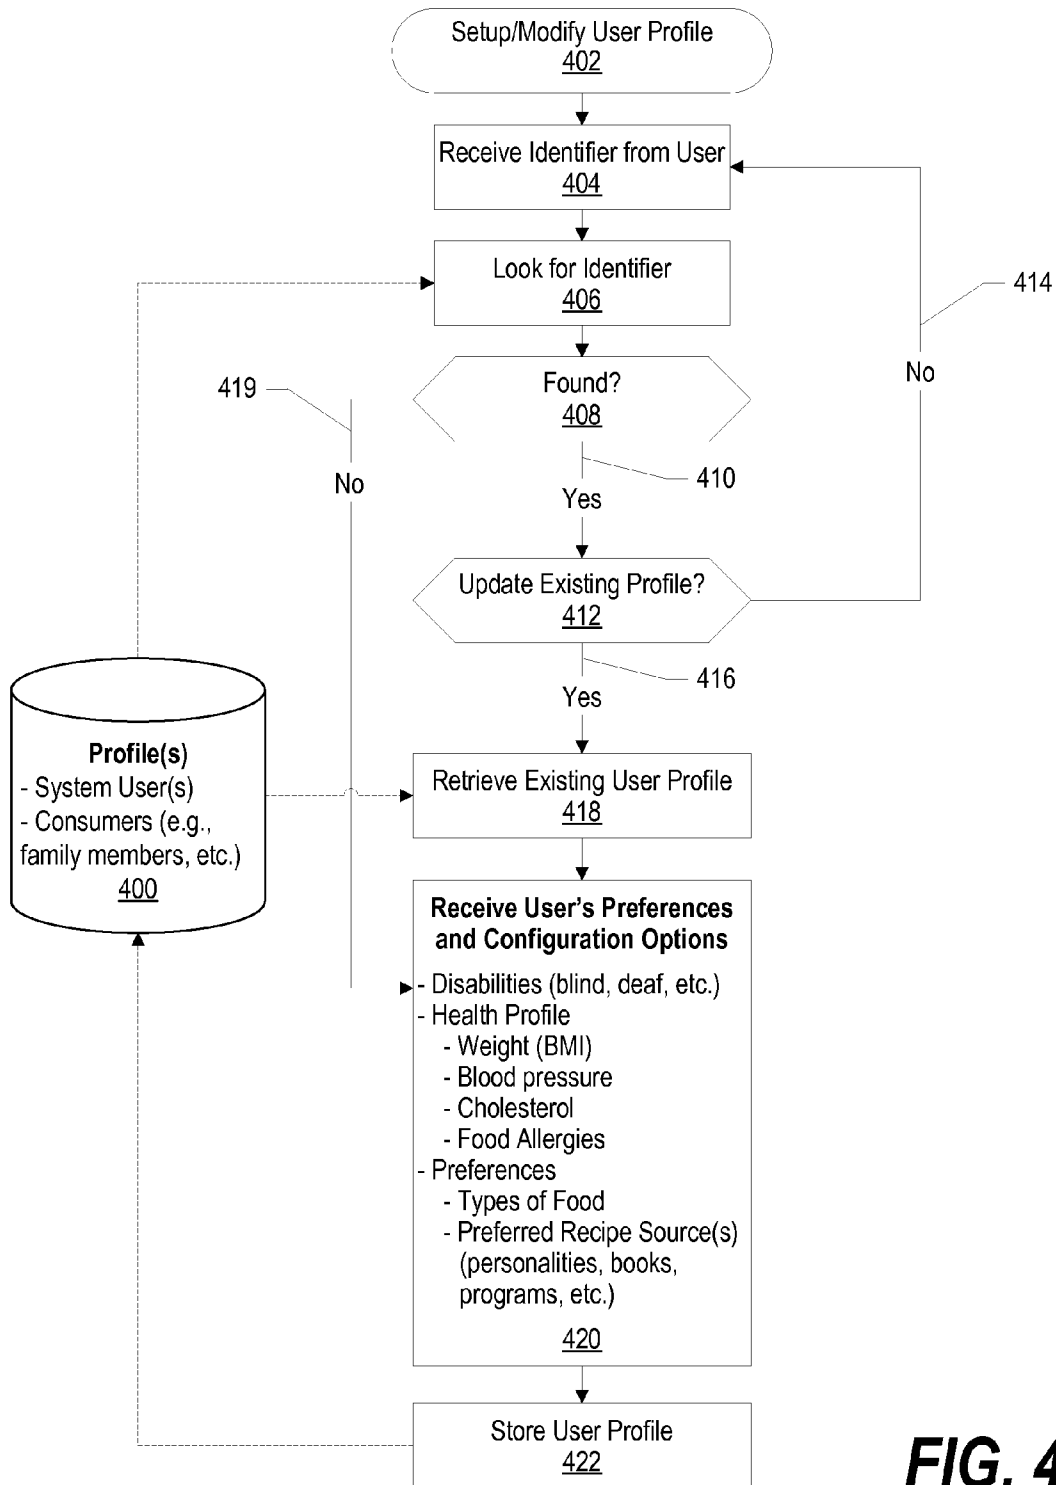 Setup/Modify User Profile
402
Receive Identifier from User
404
Look for Identifier
406
414
No
419
Found?
408
No
410
Yes
Update Existing Profile?
412
416
Yes
Profile(s)
- System User(s)
- Consumers (e.g.,
family members, etc.)
400
Retrieve Existing User Profile
418
Receive User's Preferences
and Configuration Options
- Disabilities (blind, deaf, etc.)
- Health Profile
- Weight (BMI)
- Blood pressure
- Cholesterol
- Food Allergies
- Preferences
- Types of Food
- Preferred Recipe Source(s)
(personalities, books,
programs, etc.)
420
Store User Profile
422
FIG. 4